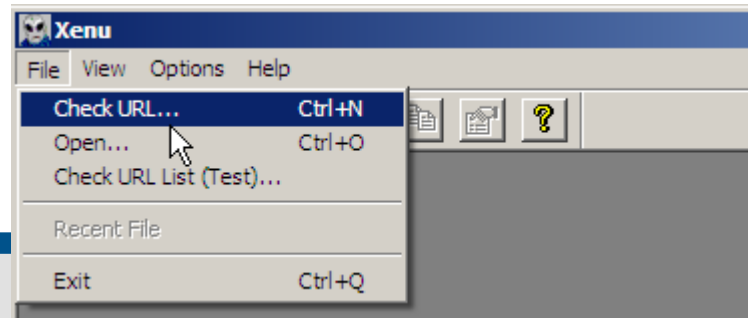 Xenu
File View Options Help
Check URL... Ctrl+N
Open... Ctrl+O
Check URL List (Test)...
Recent File
Exit Ctrl+Q